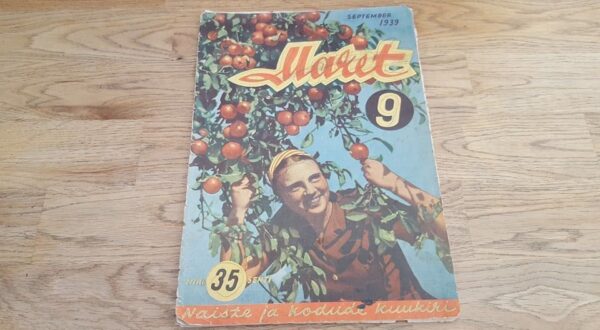 SEPTEMBER
1939
Maret
9
35
Naiste ja kodude kuukiri